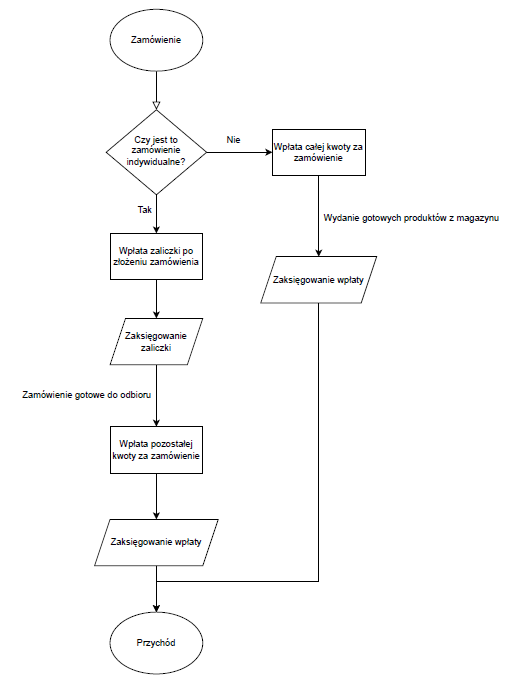 Zamówienie
Czy jest to
zamówienie
indywidualne?
Nie
Wpłata całej kwoty za
zamówienie
Tak
Wydanie gotowych produktów z magazynu
Wpłata zaliczki po
złożeniu zamówienia
Zaksięgowanie wpłaty
Zaksięgowanie
zaliczki
Zamówienie gotowe do odbioru
Wpłata pozostałej
kwoty za zamówienie
Zaksięgowanie wpłaty
Przychód